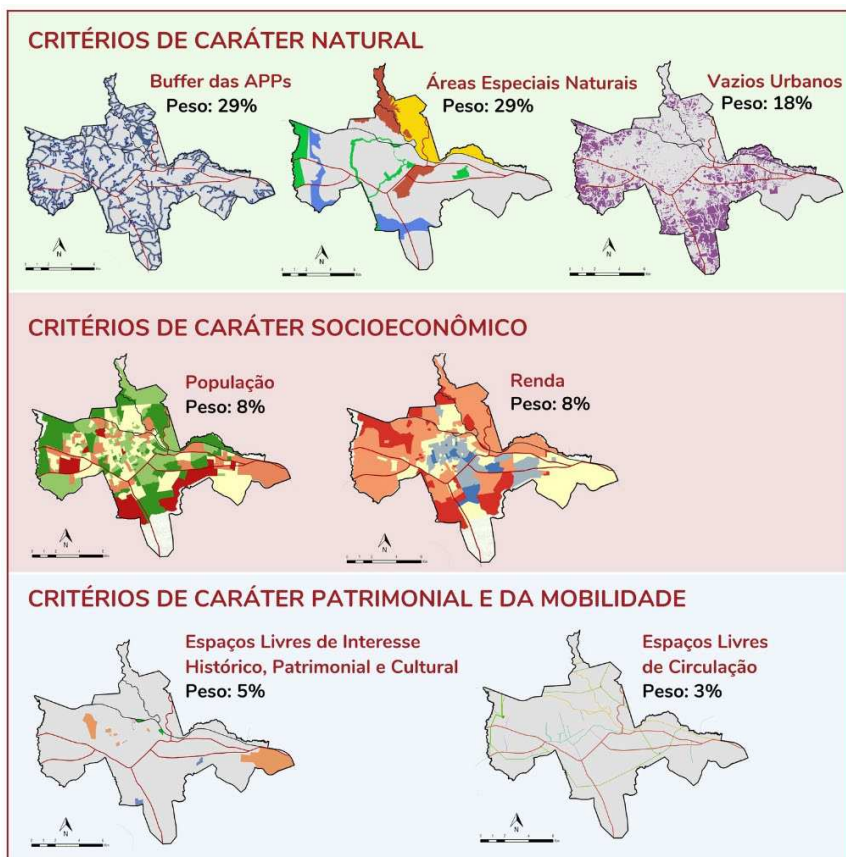 CRITÉRIOS DE CARÁTER NATURAL
Buffer das APPs
Peso: 29%
Áreas Especiais Naturais
Peso: 29%
Vazios Urbanos
Peso: 18%
N
N
N
CRITÉRIOS DE CARÁTER SOCIOECONÔMICO
População
Peso: 8%
Renda
Peso: 8%
N
N
CRITÉRIOS DE CARÁTER PATRIMONIAL E DA MOBILIDADE
Espaços Livres de Interesse
Histórico, Patrimonial e Cultural
Peso: 5%
Espaços Livres
de Circulação
Peso: 3%
N
N